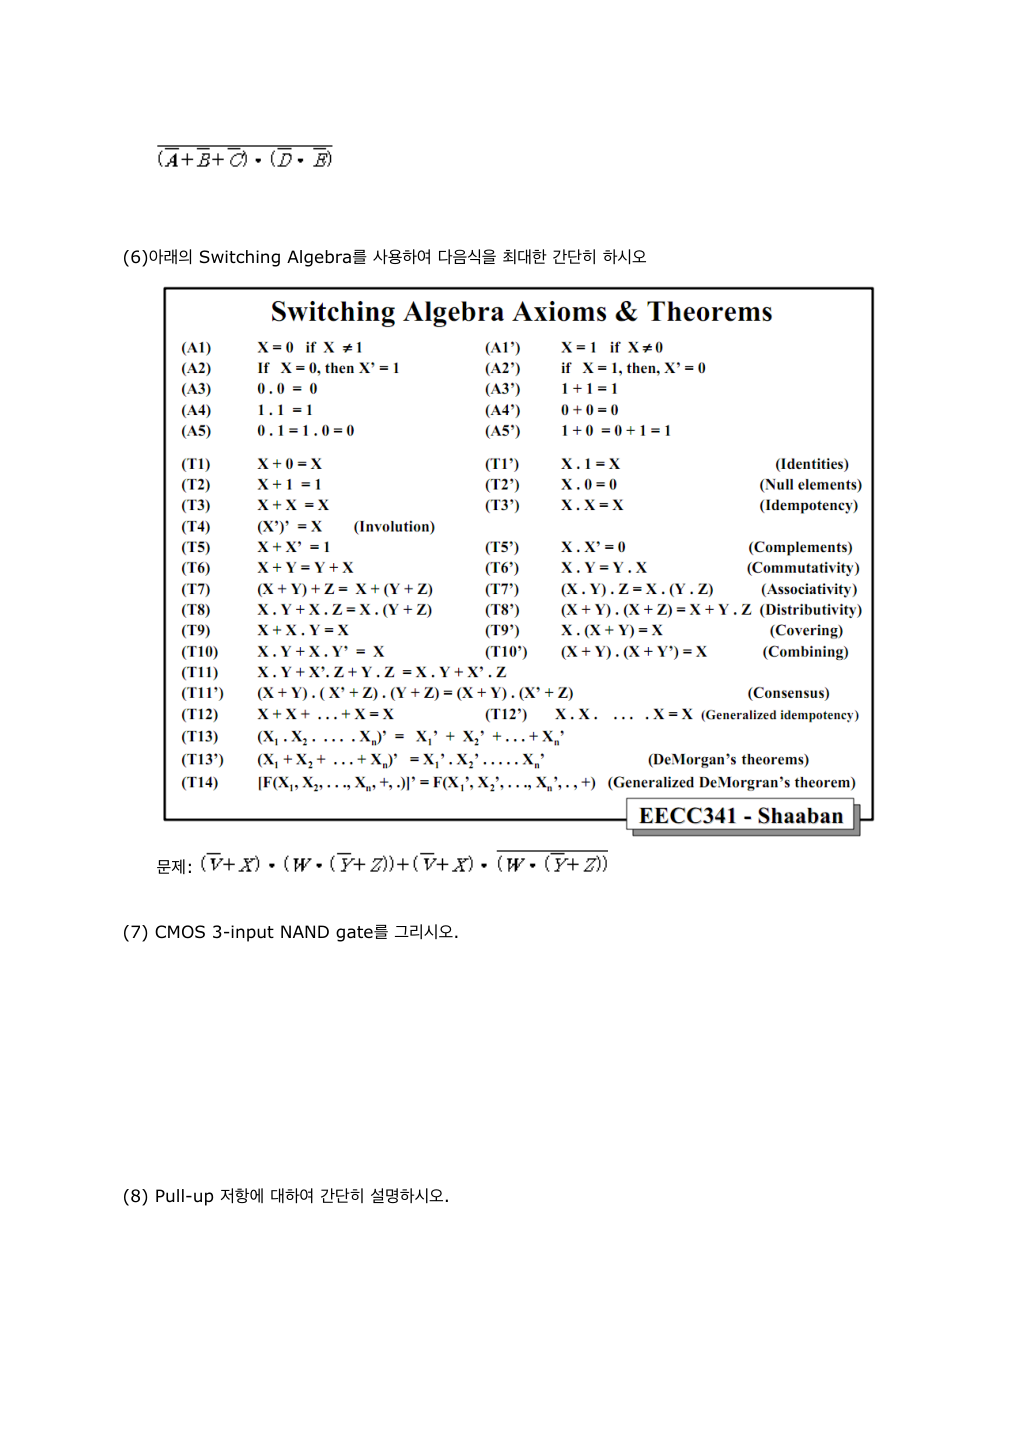 (A̅+B̅+C̅)•(D̅•E̅)
(6)아래의 Switching Algebra를 사용하여 다음식을 최대한 간단히 하시오
Switching Algebra Axioms & Theorems
(A1) X = 0 if X ≠ 1 (A1’) X = 1 if X ≠ 0
(A2) If X = 0, then X’ = 1 (A2’) if X = 1, then, X’ = 0
(A3) 0 . 0 = 0 (A3’) 1 + 1 = 1
(A4) 1 . 1 = 1 (A4’) 0 + 0 = 0
(A5) 0 . 1 = 1 . 0 = 0 (A5’) 1 + 0 = 0 + 1 = 1
(T1) X + 0 = X (T1’) X . 1 = X (Identities)
(T2) X + 1 = 1 (T2’) X . 0 = 0 (Null elements)
(T3) X + X = X (T3’) X . X = X (Idempotency)
(T4) (X’)’ = X (Involution)
(T5) X + X’ = 1 (T5’) X . X’ = 0 (Complements)
(T6) X + Y = Y + X (T6’) X . Y = Y . X (Commutativity)
(T7) (X + Y) + Z = X + (Y + Z) (T7’) (X . Y) . Z = X . (Y . Z) (Associativity)
(T8) X . Y + X . Z = X . (Y + Z) (T8’) (X + Y) . (X + Z) = X + Y . Z (Distributivity)
(T9) X + X . Y = X (T9’) X . (X + Y) = X (Covering)
(T10) X . Y + X . Y’ = X (T10’) (X + Y) . (X + Y’) = X (Combining)
(T11) X . Y + X’. Z + Y . Z = X . Y + X’ . Z
(T11’) (X + Y) . ( X’ + Z) . (Y + Z) = (X + Y) . (X’ + Z) (Consensus)
(T12) X + X + . . . + X = X (T12’) X . X . . . . . X = X (Generalized idempotency)
(T13) (X₁ . X₂ . . . . . Xₙ)’ = X₁’ + X₂’ + . . . + Xₙ’
(T13’) (X₁ + X₂ + . . . + Xₙ)’ = X₁’ . X₂’ . . . . . Xₙ’ (DeMorgan’s theorems)
(T14) [F(X₁, X₂, . . ., Xₙ, +, .)]’ = F(X₁’, X₂’, . . ., Xₙ’, . , +) (Generalized DeMorgran’s theorem)
EECC341 - Shaaban
문제: (V̅+X)•(W•(Y̅+Z))+(V̅+X)•(W•(Y̅+Z))
(7) CMOS 3-input NAND gate를 그리시오.
(8) Pull-up 저항에 대하여 간단히 설명하시오.